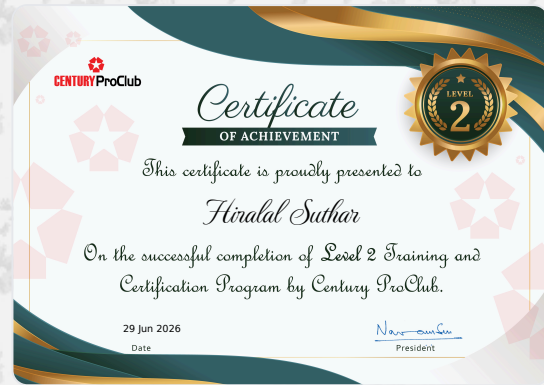 CENTURY ProClub
LEVEL
2
Certificate
OF ACHIEVEMENT
This certificate is proudly presented to
Hiralal Suthar
On the successful completion of Level 2 Training and
Certification Program by Century ProClub.
29 Jun 2026
Date
President